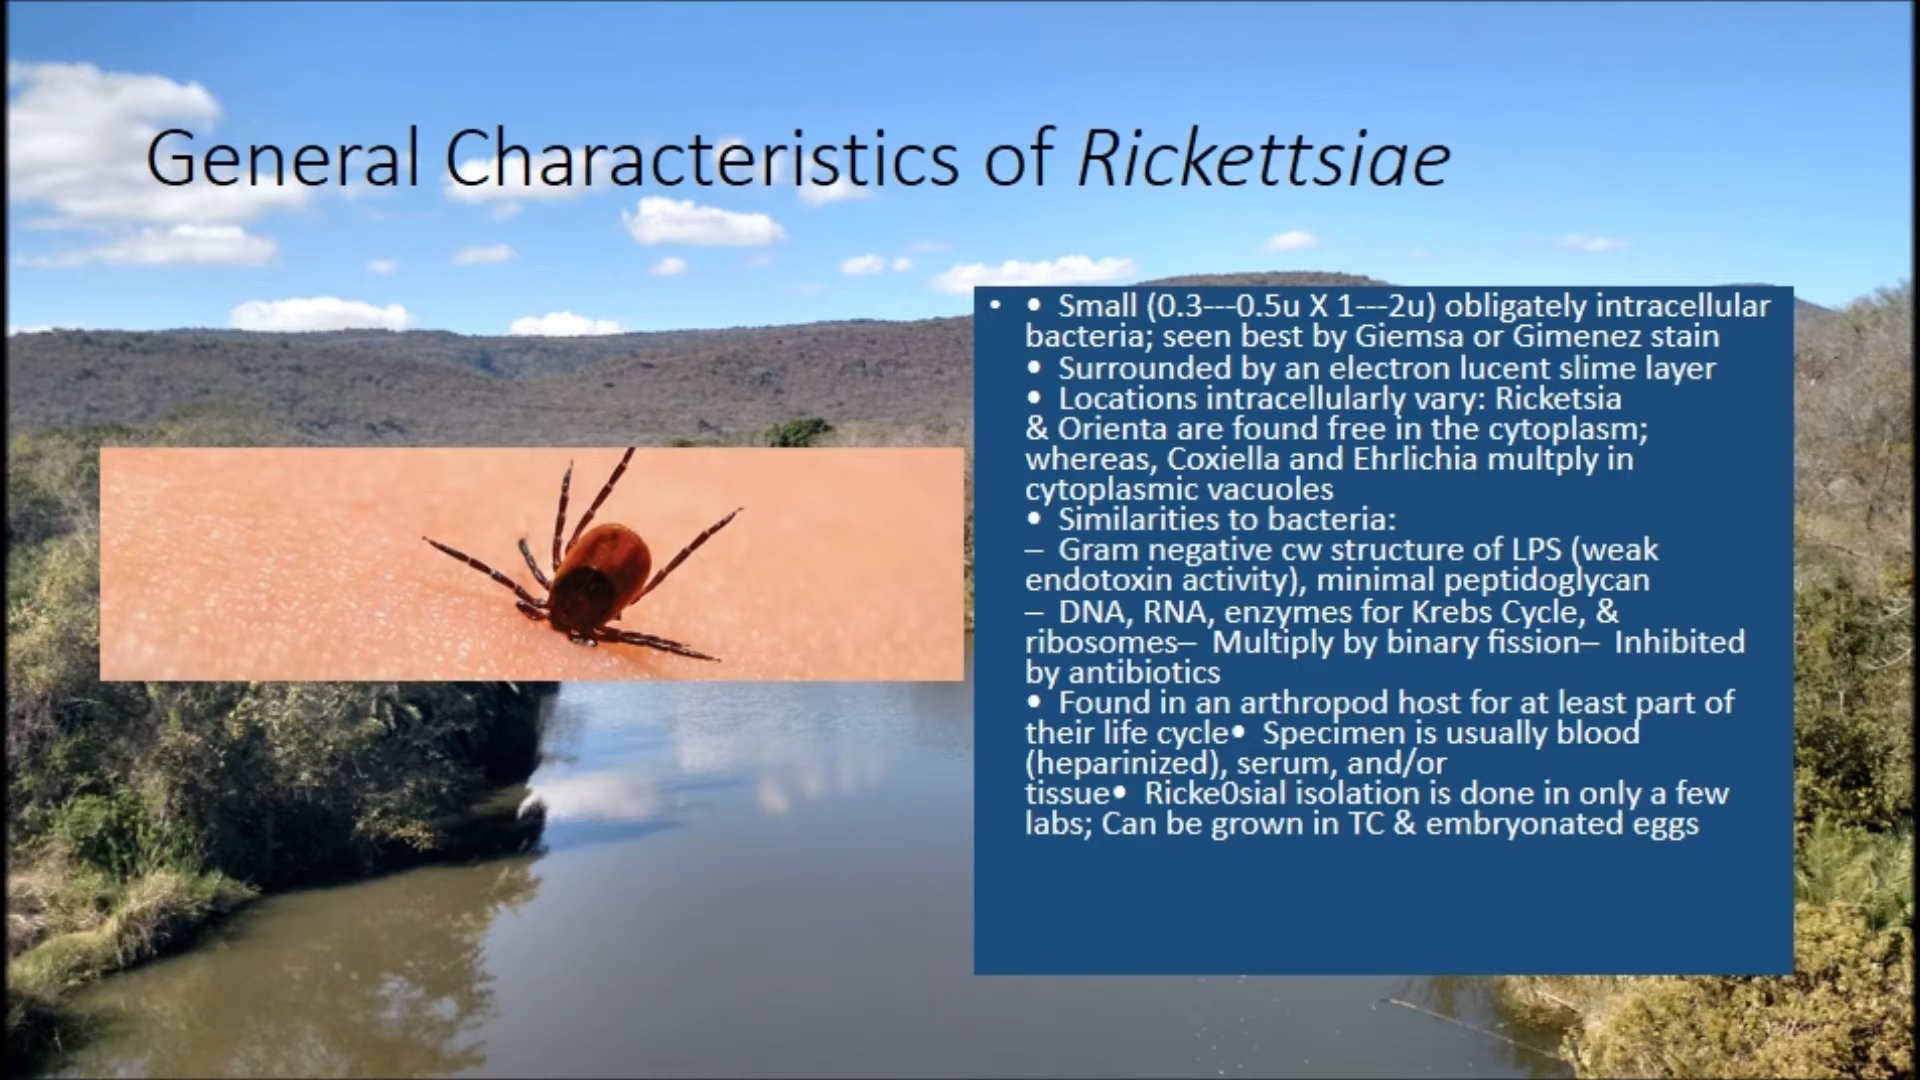 General Characteristics of Rickettsiae
• • Small (0.3---0.5u X 1---2u) obligately intracellular
bacteria; seen best by Giemsa or Gimenez stain
• Surrounded by an electron lucent slime layer
• Locations intracellularly vary: Ricketsia
& Orienta are found free in the cytoplasm;
whereas, Coxiella and Ehrlichia multply in
cytoplasmic vacuoles
• Similarities to bacteria:
– Gram negative cw structure of LPS (weak
endotoxin activity), minimal peptidoglycan
– DNA, RNA, enzymes for Krebs Cycle, &
ribosomes– Multiply by binary fission– Inhibited
by antibiotics
• Found in an arthropod host for at least part of
their life cycle• Specimen is usually blood
(heparinized), serum, and/or
tissue• Ricke0sial isolation is done in only a few
labs; Can be grown in TC & embryonated eggs